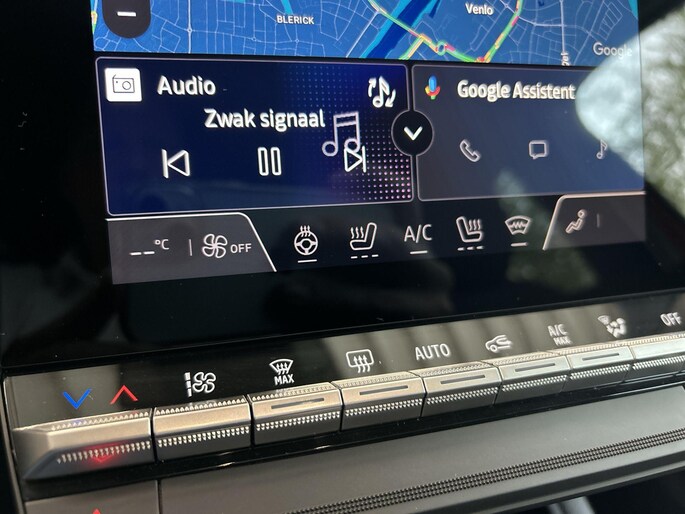 BLERICK
Venlo
Google
Audio
Google Assistent
Zwak signaal
--°C
OFF
A/C
MAX
AUTO
A/C
MAX
OFF